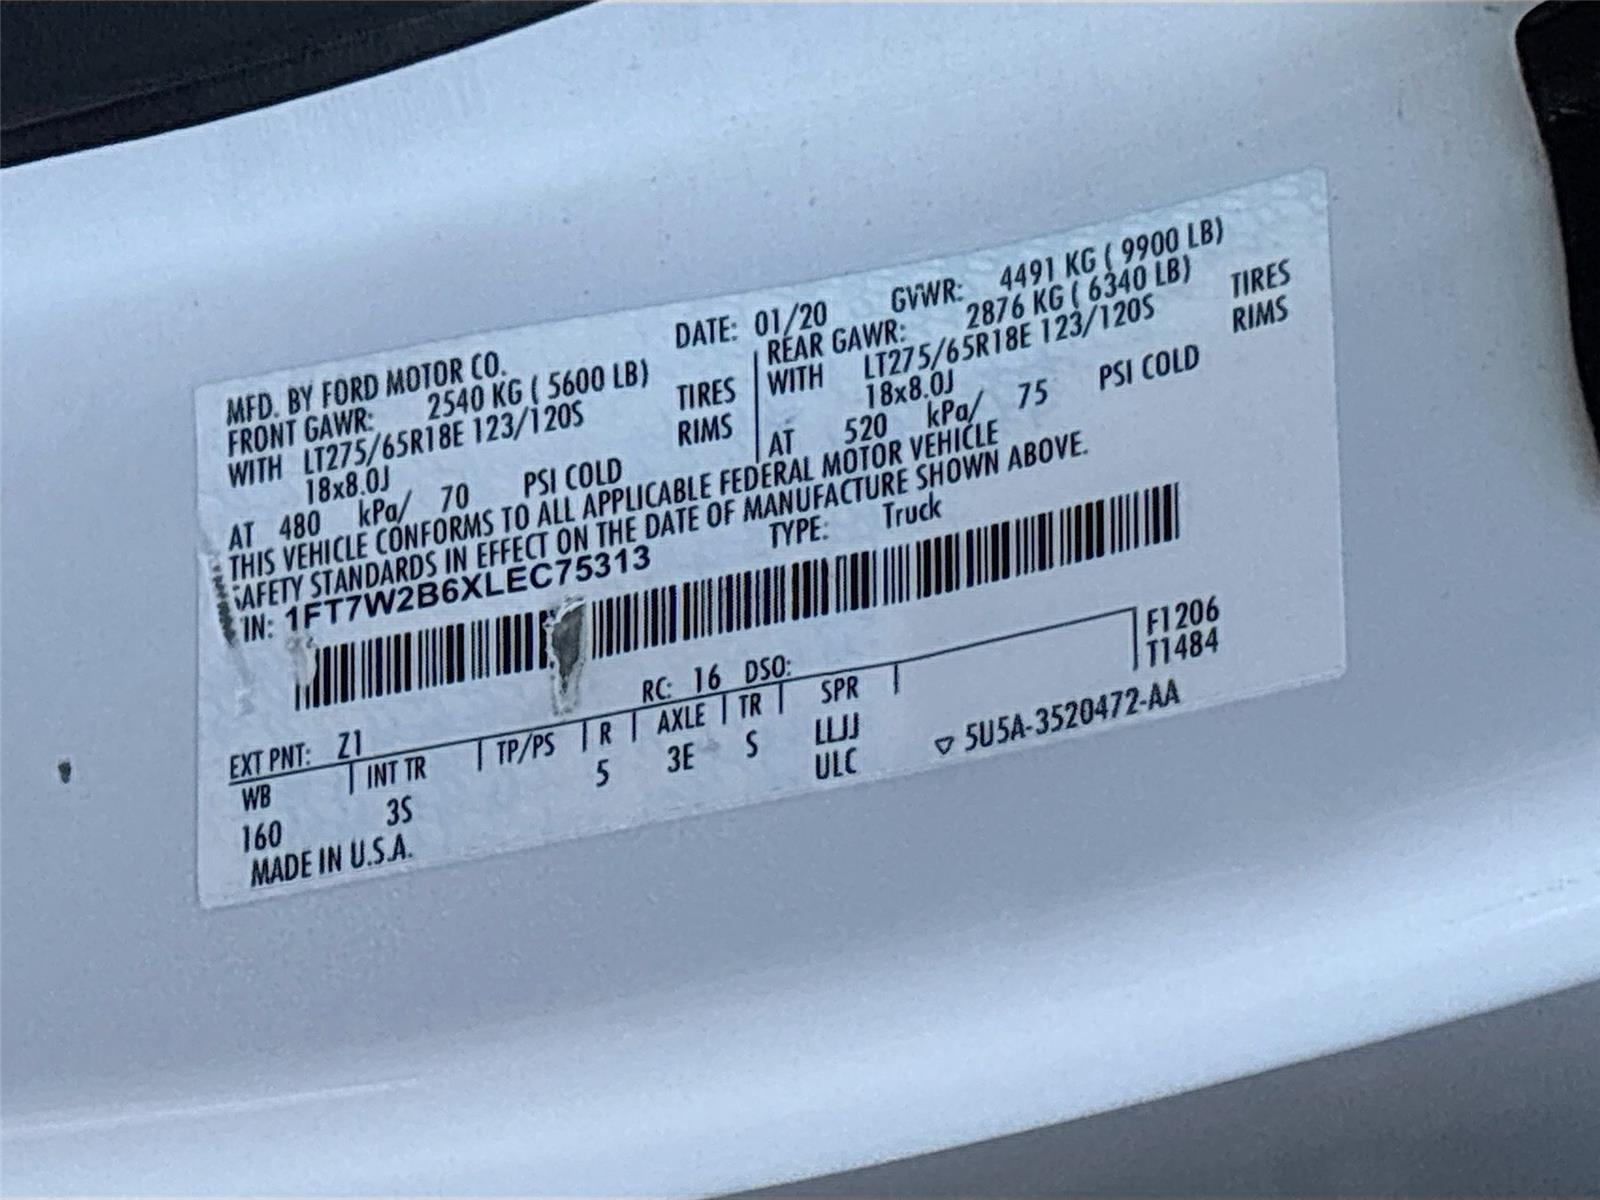 MFD. BY FORD MOTOR CO.
DATE: 01/20 GVWR: 4491 KG ( 9900 LB)
FRONT GAWR: 2540 KG ( 5600 LB)
WITH LT275/65R18E 123/120S TIRES
18x8.0J RIMS
AT 480 kPa/ 70 PSI COLD
REAR GAWR: 2876 KG ( 6340 LB)
WITH LT275/65R18E 123/120S TIRES
18x8.0J RIMS
AT 520 kPa/ 75 PSI COLD
THIS VEHICLE CONFORMS TO ALL APPLICABLE FEDERAL MOTOR VEHICLE
SAFETY STANDARDS IN EFFECT ON THE DATE OF MANUFACTURE SHOWN ABOVE.
VIN: 1FT7W2B6XLEC75313 TYPE: Truck
F1206
T1484
EXT PNT: Z1 RC: 16 DSO:
WB INT TR TP/PS R AXLE TR SPR
160 3S 5 3E S LLJJ
ULC
MADE IN U.S.A. 5U5A-3520472-AA